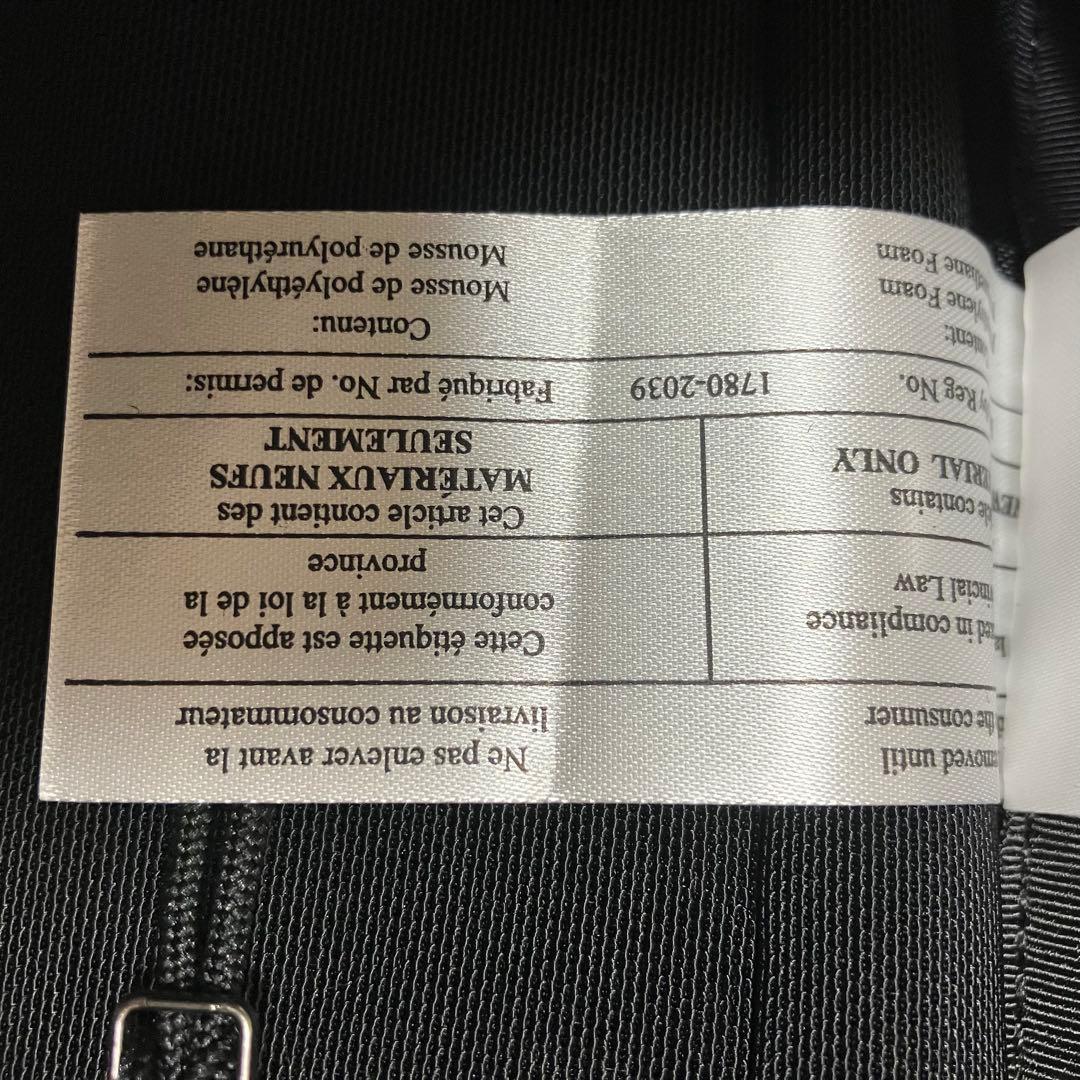 moved until
the consumer
Ne pas enlever avant la
livraison au consommateur
in compliance
Law
Cette étiquette est apposée
conformément à la loi de la
province
contains
ONLY
Cet article contient des
MATÉRIAUX NEUFS
SEULEMENT
Reg No.
1780-2039
Fabriqué par No. de permis:
Foam
Foam
Contenu:
Mousse de polyéthylène
Mousse de polyuréthane